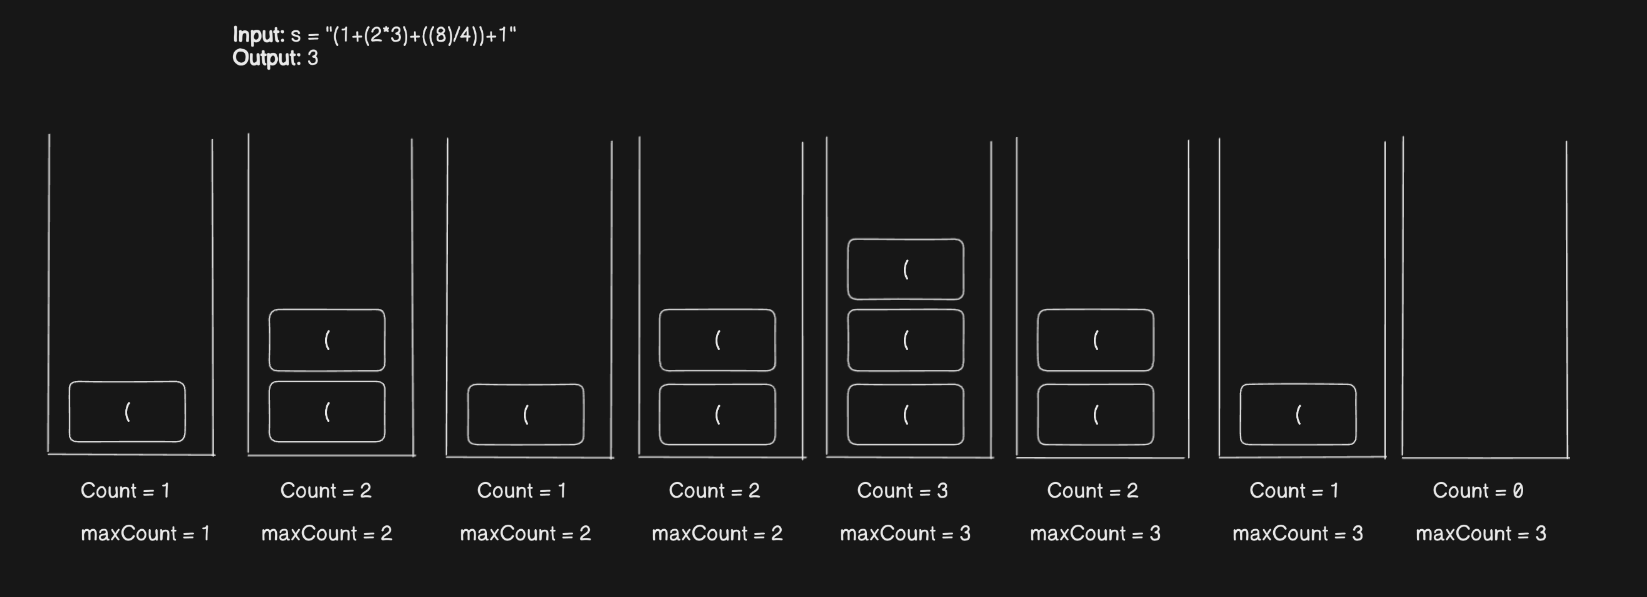 Input: s = "(1+(2*3)+((8)/4))+1"
Output: 3
(
( (
( ( ( (
( ( ( ( ( ( (
Count = 1 Count = 2 Count = 1 Count = 2 Count = 3 Count = 2 Count = 1 Count = 0
maxCount = 1 maxCount = 2 maxCount = 2 maxCount = 2 maxCount = 3 maxCount = 3 maxCount = 3 maxCount = 3